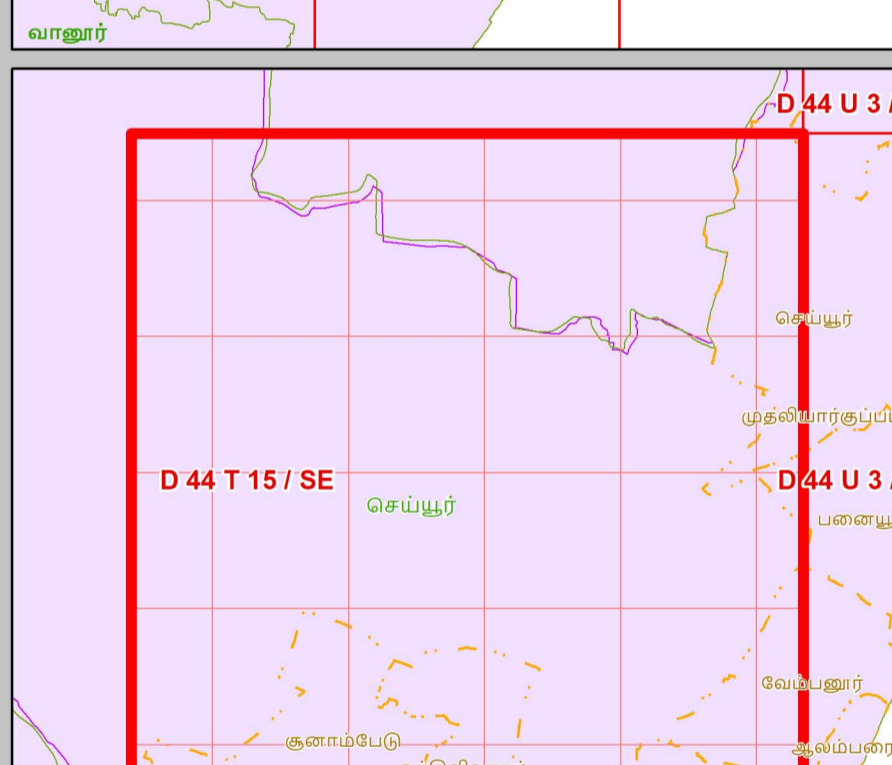 வானூர்
D 44 U 3 /
செய்யூர்
முதலியார்குப்ப
D 44 T 15 / SE
D 44 U 3 /
செய்யூர்
பனையூ
வேம்பனூர்
சூனாம்பேடு
ஆலம்பரை